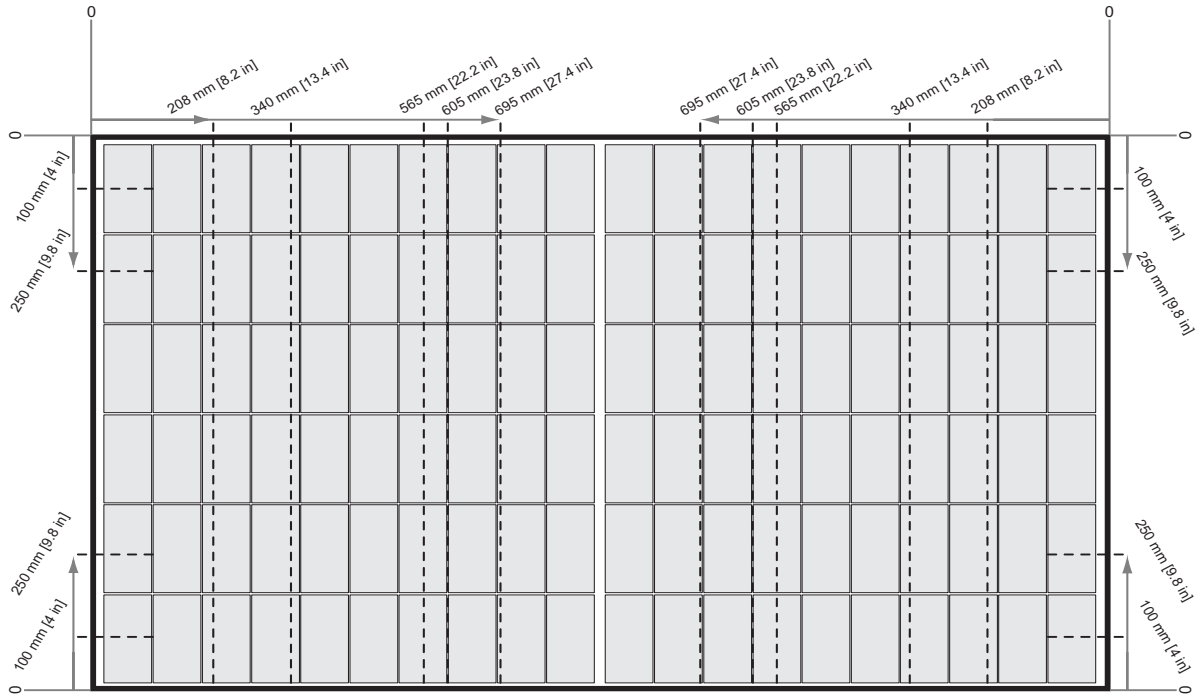 0
0
208 mm [8.2 in]
340 mm [13.4 in]
565 mm [22.2 in]
605 mm [23.8 in]
695 mm [27.4 in]
695 mm [27.4 in]
605 mm [23.8 in]
565 mm [22.2 in]
340 mm [13.4 in]
208 mm [8.2 in]
0
0
100 mm [4 in]
100 mm [4 in]
250 mm [9.8 in]
250 mm [9.8 in]
250 mm [9.8 in]
250 mm [9.8 in]
100 mm [4 in]
100 mm [4 in]
0
0